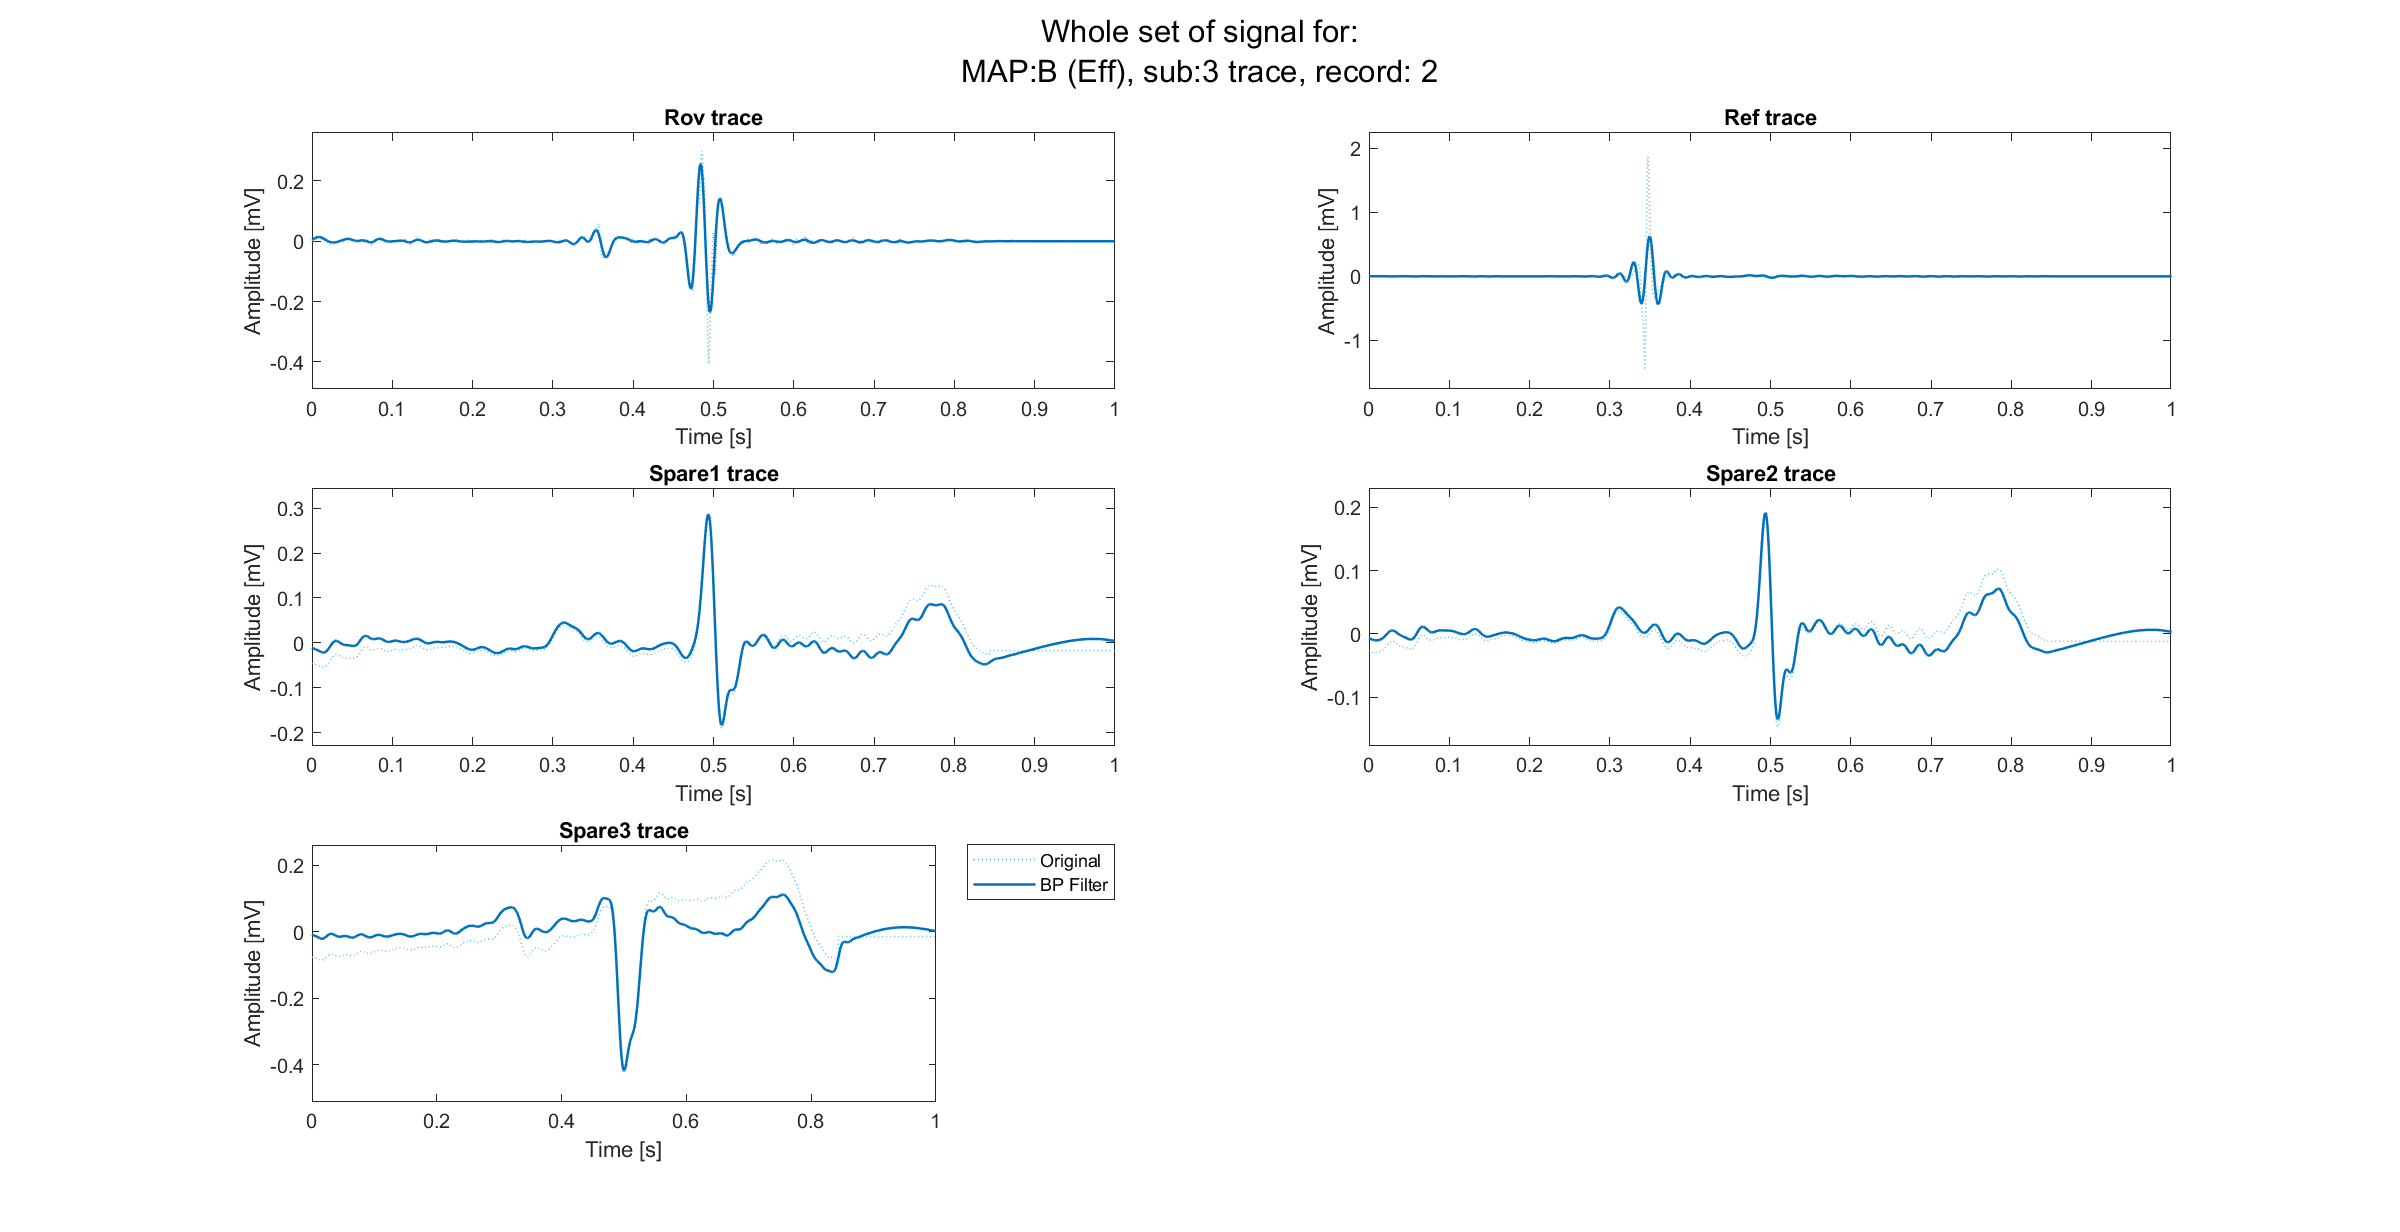 Whole set of signal for:
MAP:B (Eff), sub:3 trace, record: 2
Rov trace
Amplitude [mV]
0.2
0
-0.2
-0.4
0 0.1 0.2 0.3 0.4 0.5 0.6 0.7 0.8 0.9 1
Time [s]
Ref trace
Amplitude [mV]
2
1
0
-1
0 0.1 0.2 0.3 0.4 0.5 0.6 0.7 0.8 0.9 1
Time [s]
Spare1 trace
Amplitude [mV]
0.3
0.2
0.1
0
-0.1
-0.2
0 0.1 0.2 0.3 0.4 0.5 0.6 0.7 0.8 0.9 1
Time [s]
Spare2 trace
Amplitude [mV]
0.2
0.1
0
-0.1
0 0.1 0.2 0.3 0.4 0.5 0.6 0.7 0.8 0.9 1
Time [s]
Spare3 trace
Amplitude [mV]
0.2
0
-0.2
-0.4
0 0.2 0.4 0.6 0.8 1
Time [s]
Original
BP Filter